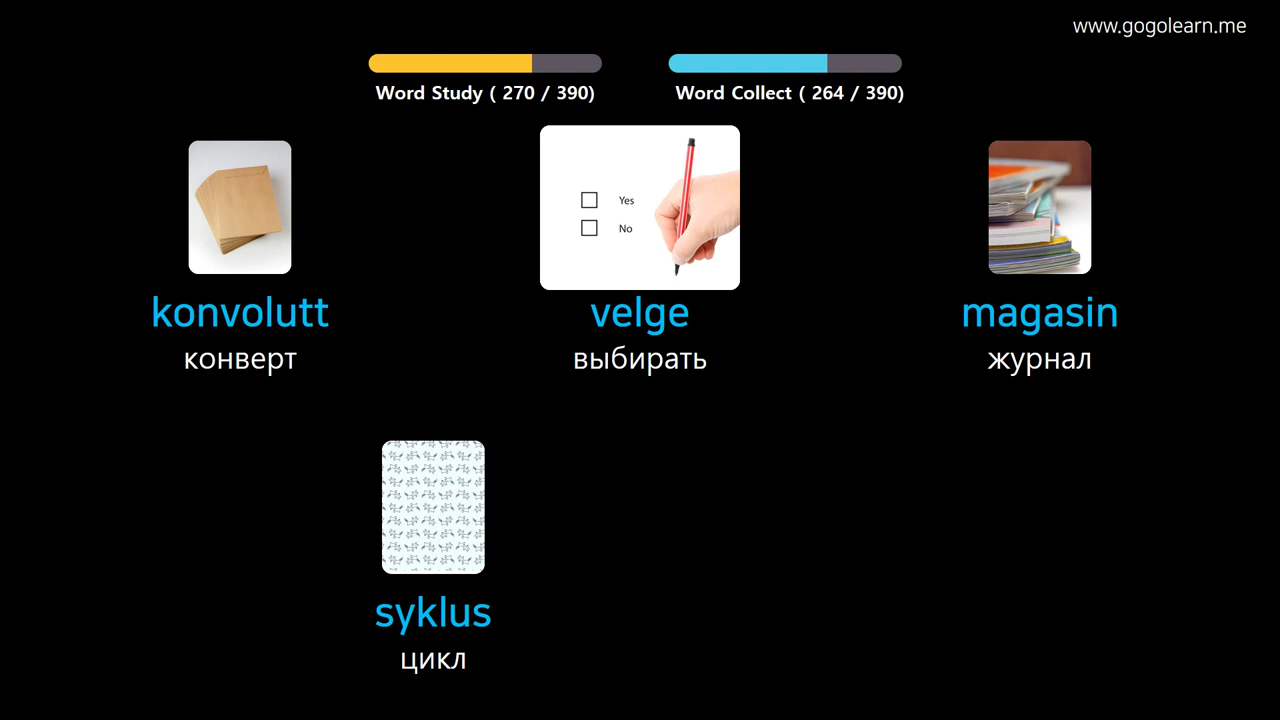 www.gogolearn.me
Word Study ( 270 / 390)
Word Collect ( 264 / 390)
Yes
No
konvolutt
velge
magasin
конверт
выбирать
журнал
syklus
цикл